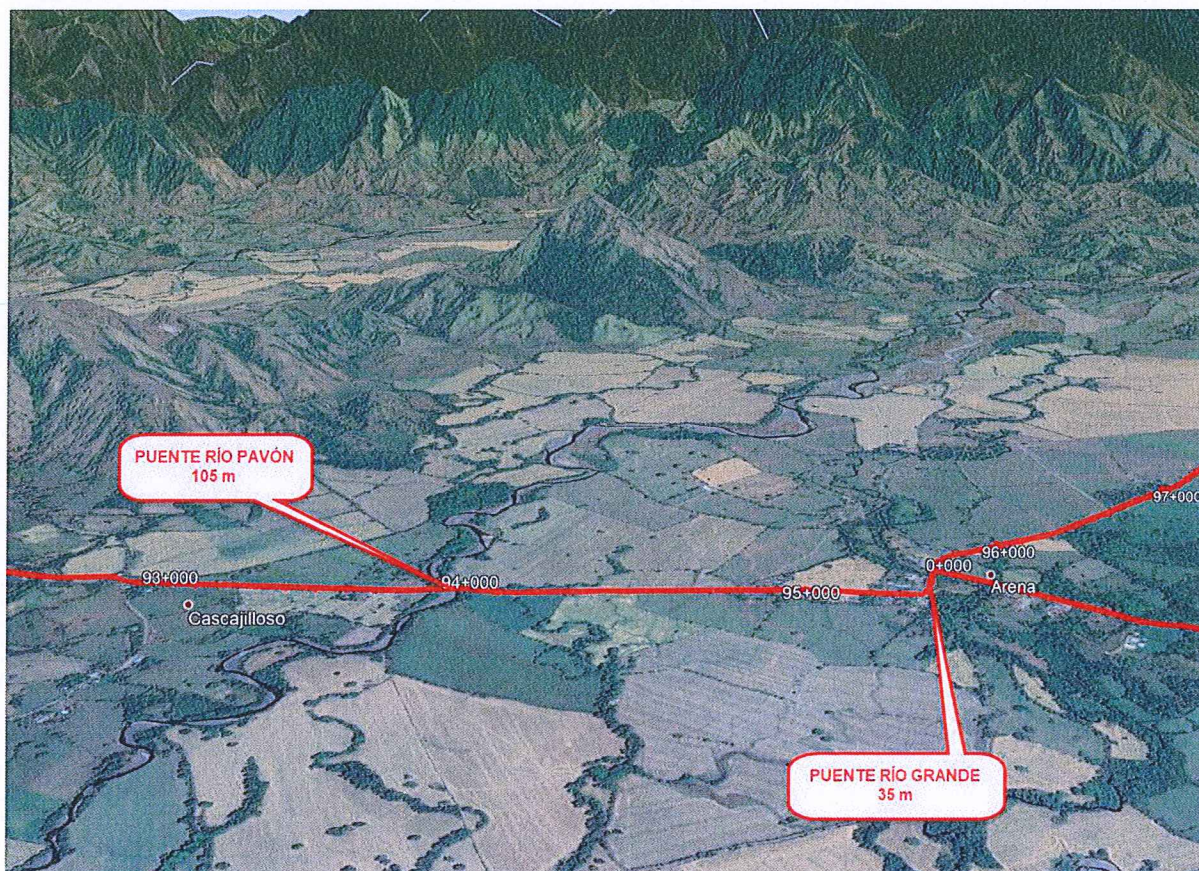 PUENTE RÍO PAVÓN
105 m
97+000
96+000
0+000
93+000
94+000
95+000
Arena
Cascajilloso
PUENTE RÍO GRANDE
35 m